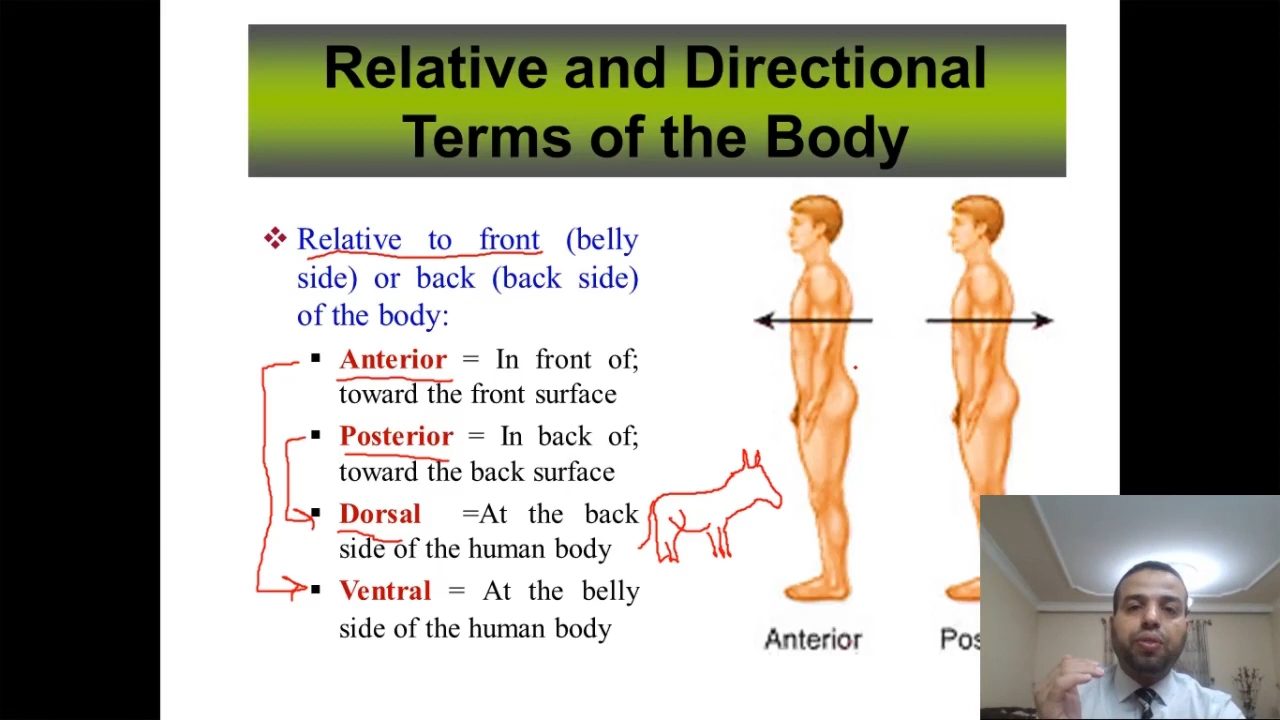 Relative and Directional
Terms of the Body
Relative to front (belly
side) or back (back side)
of the body:
Anterior = In front of;
toward the front surface
Posterior = In back of;
toward the back surface
Dorsal =At the back
side of the human body
Ventral = At the belly
side of the human body
Anterior
Pos